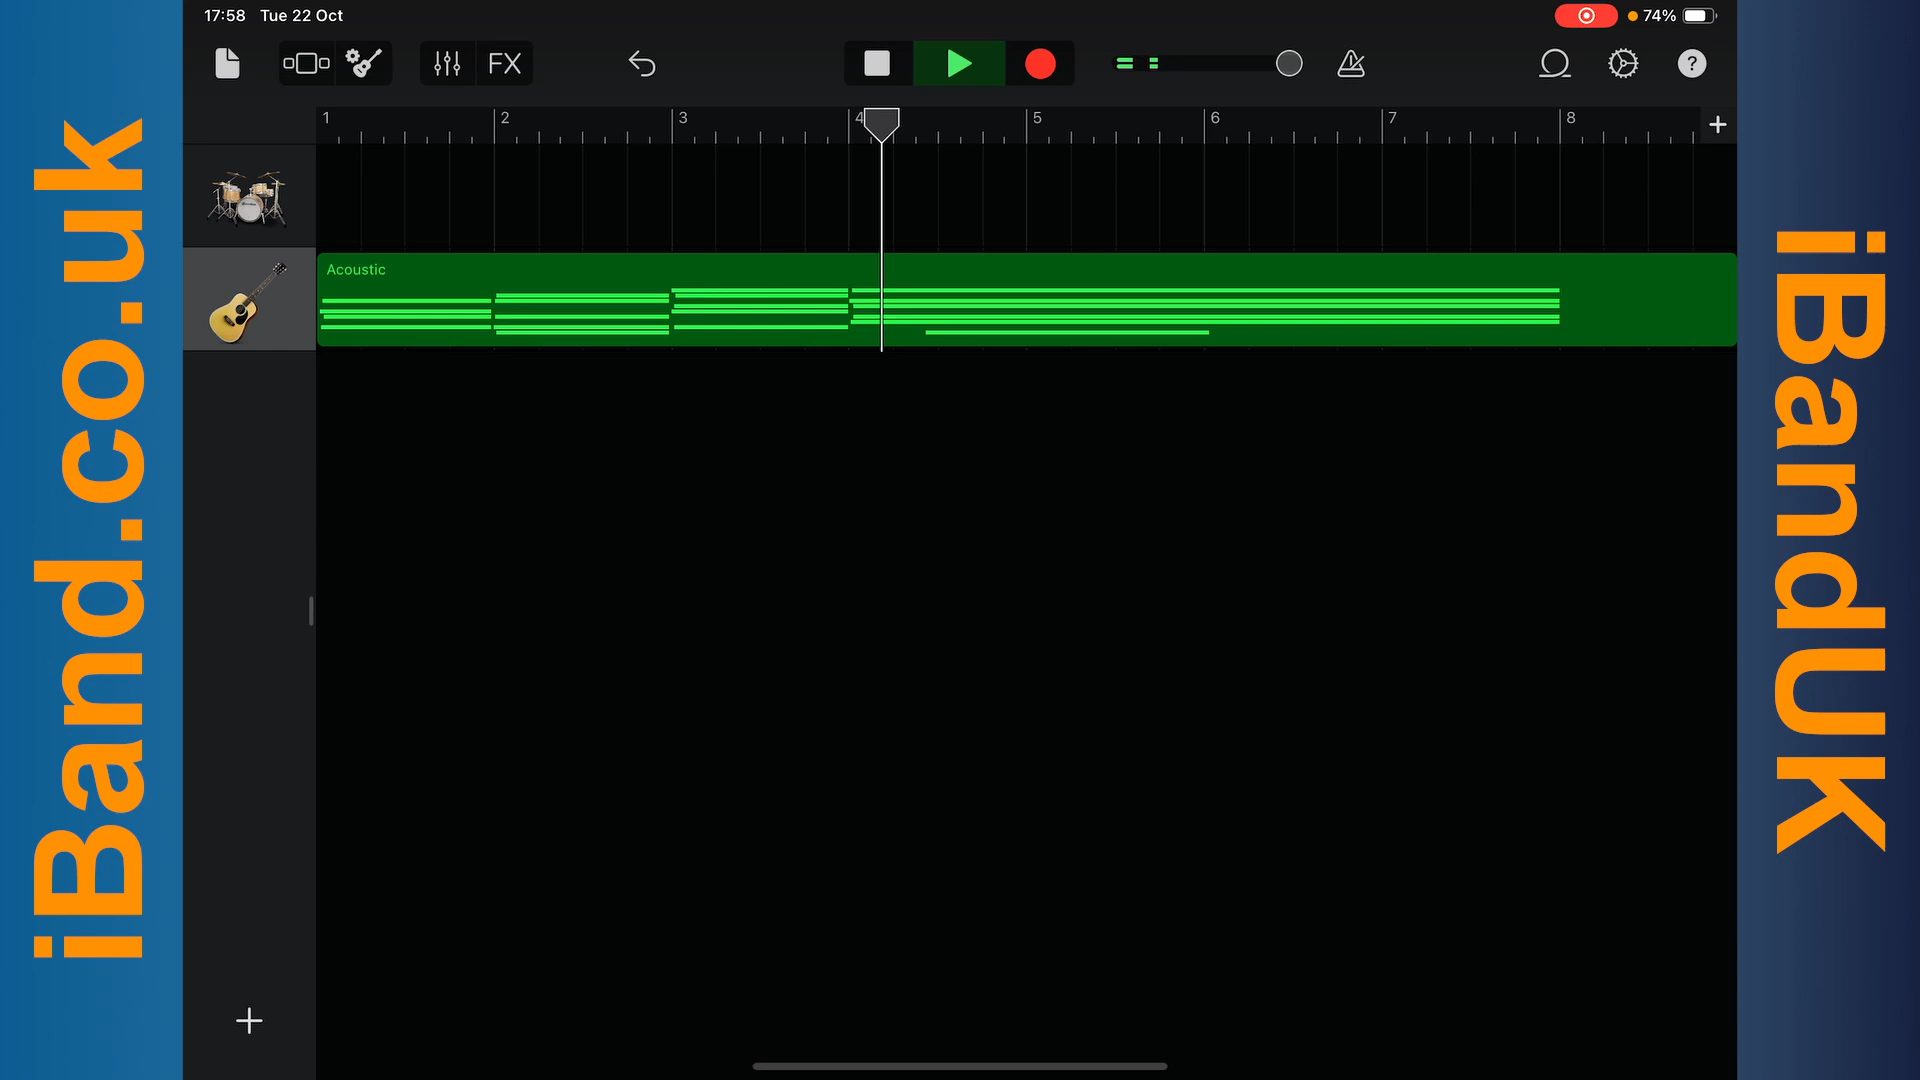 17:58 Tue 22 Oct
74%
FX
?
1 2 3 4 5 6 7 8
Acoustic
iBand.co.uk
iBandUK